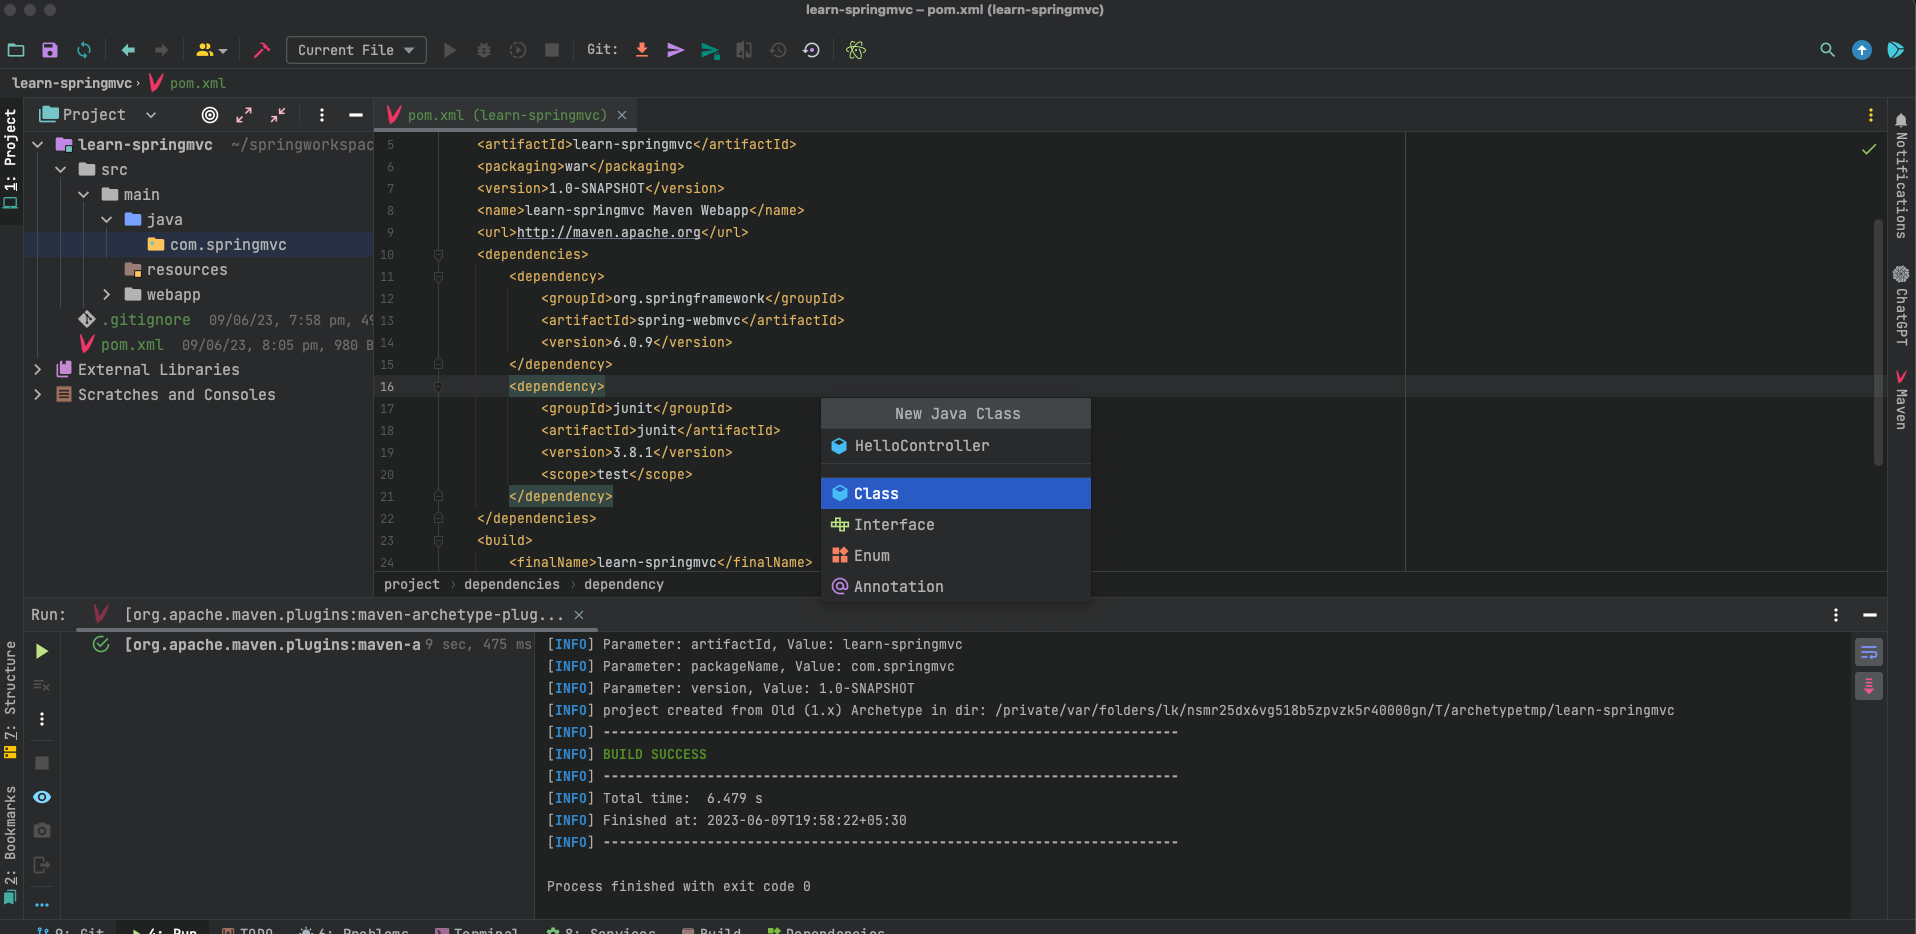 learn-springmvc – pom.xml (learn-springmvc)
Current File
Git:
learn-springmvc › pom.xml
1: Project
Project
pom.xml (learn-springmvc)
learn-springmvc ~/springworkspac
src
main
java
com.springmvc
resources
webapp
.gitignore 09/06/23, 7:58 pm, 49
pom.xml 09/06/23, 8:05 pm, 980 B
External Libraries
Scratches and Consoles
5 <artifactId>learn-springmvc</artifactId>
6 <packaging>war</packaging>
7 <version>1.0-SNAPSHOT</version>
8 <name>learn-springmvc Maven Webapp</name>
9 <url>http://maven.apache.org</url>
10 <dependencies>
11 <dependency>
12 <groupId>org.springframework</groupId>
13 <artifactId>spring-webmvc</artifactId>
14 <version>6.0.9</version>
15 </dependency>
16 <dependency>
17 <groupId>junit</groupId>
18 <artifactId>junit</artifactId>
19 <version>3.8.1</version>
20 <scope>test</scope>
21 </dependency>
22 </dependencies>
23 <build>
24 <finalName>learn-springmvc</finalName>
project › dependencies › dependency
New Java Class
HelloController
Class
Interface
Enum
Annotation
Notifications
ChatGPT
Maven
Run: [org.apache.maven.plugins:maven-archetype-plug...
[org.apache.maven.plugins:maven-a 9 sec, 475 ms
[INFO] Parameter: artifactId, Value: learn-springmvc
[INFO] Parameter: packageName, Value: com.springmvc
[INFO] Parameter: version, Value: 1.0-SNAPSHOT
[INFO] project created from Old (1.x) Archetype in dir: /private/var/folders/lk/nsmr25dx6vg518b5zpvzk5r40000gn/T/archetypetmp/learn-springmvc
[INFO] ------------------------------------------------------------------------
[INFO] BUILD SUCCESS
[INFO] ------------------------------------------------------------------------
[INFO] Total time:  6.479 s
[INFO] Finished at: 2023-06-09T19:58:22+05:30
[INFO] ------------------------------------------------------------------------
Process finished with exit code 0
7: Structure
2: Bookmarks
9: Git 4: Run TODO 6: Problems Terminal 8: Services Build Dependencies